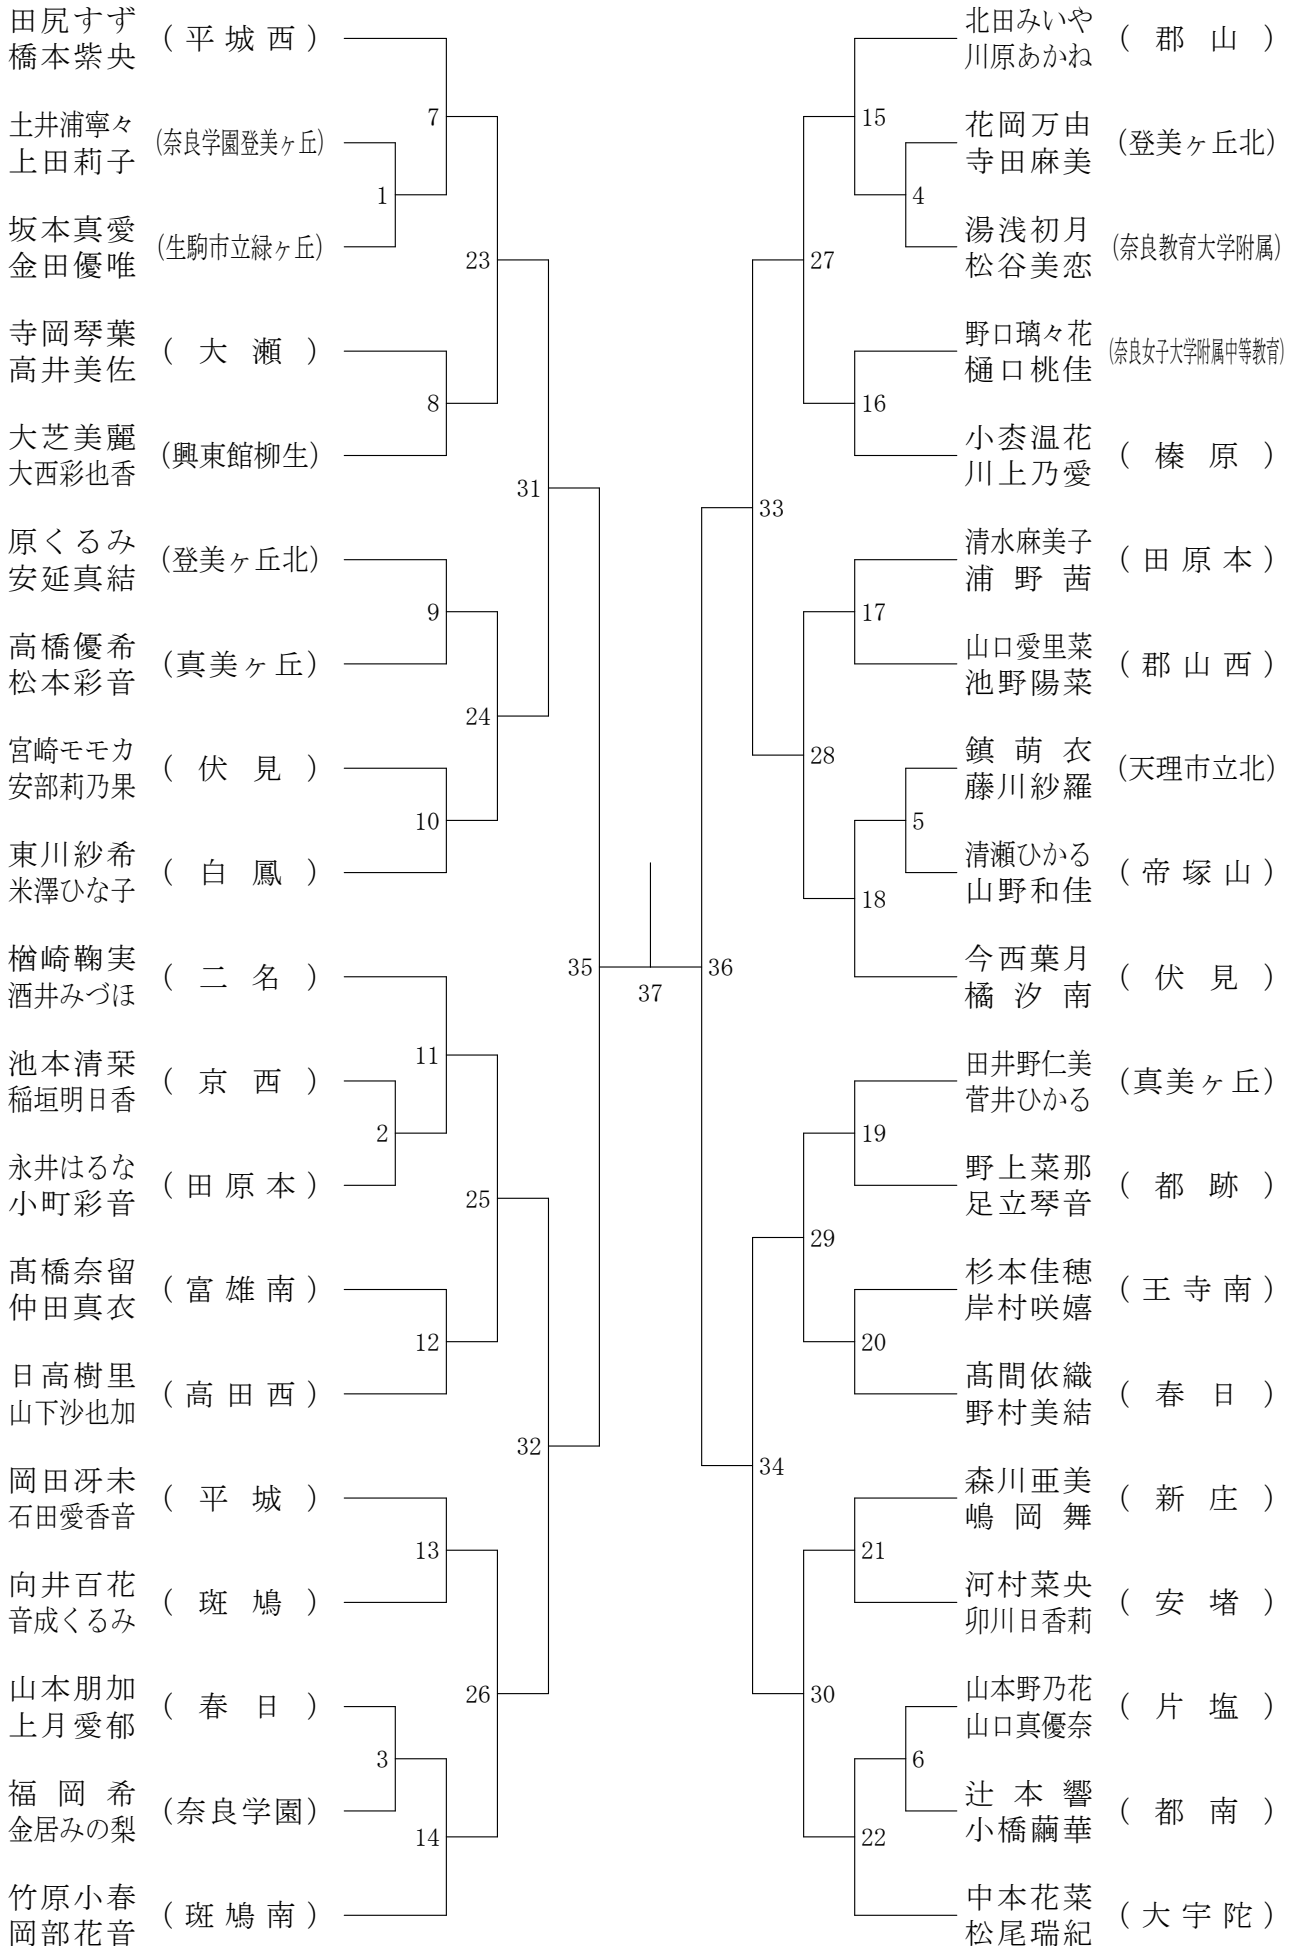 田尻すず
橋本紫央
(平城西)
土井浦寧々
上田莉子
(奈良学園登美ヶ丘)
坂本真愛
金田優唯
(生駒市立緑ヶ丘)
寺岡琴葉
高井美佐
(大瀬)
大芝美麗
大西彩也香
(興東館柳生)
原くるみ
安延真結
(登美ヶ丘北)
高橋優希
松本彩音
(真美ヶ丘)
宮崎モモカ
安部莉乃果
(伏見)
東川紗希
米澤ひな子
(白鳳)
楢崎鞠実
酒井みづほ
(二名)
池本清栞
稲垣明日香
(京西)
永井はるな
小町彩音
(田原本)
髙橋奈留
仲田真衣
(富雄南)
日高樹里
山下沙也加
(高田西)
岡田冴未
石田愛香音
(平城)
向井百花
音成くるみ
(斑鳩)
山本朋加
上月愛郁
(春日)
福岡希
金居みの梨
(奈良学園)
竹原小春
岡部花音
(斑鳩南)
1
2
3
7
8
9
10
11
12
13
14
23
24
25
26
31
32
35
37
36
33
34
27
28
29
30
15
16
17
18
19
20
21
22
4
5
6
北田みいや
川原あかね
(郡山)
花岡万由
寺田麻美
(登美ヶ丘北)
湯浅初月
松谷美恋
(奈良教育大学附属)
野口璃々花
樋口桃佳
(奈良女子大学附属中等教育)
小枩温花
川上乃愛
(榛原)
清水麻美子
浦野茜
(田原本)
山口愛里菜
池野陽菜
(郡山西)
鎮萌衣
藤川紗羅
(天理市立北)
清瀬ひかる
山野和佳
(帝塚山)
今西葉月
橘汐南
(伏見)
田井野仁美
菅井ひかる
(真美ヶ丘)
野上菜那
足立琴音
(都跡)
杉本佳穂
岸村咲嬉
(王寺南)
髙間依織
野村美結
(春日)
森川亜美
嶋岡舞
(新庄)
河村菜央
卯川日香莉
(安堵)
山本野乃花
山口真優奈
(片塩)
辻本響
小橋繭華
(都南)
中本花菜
松尾瑞紀
(大宇陀)